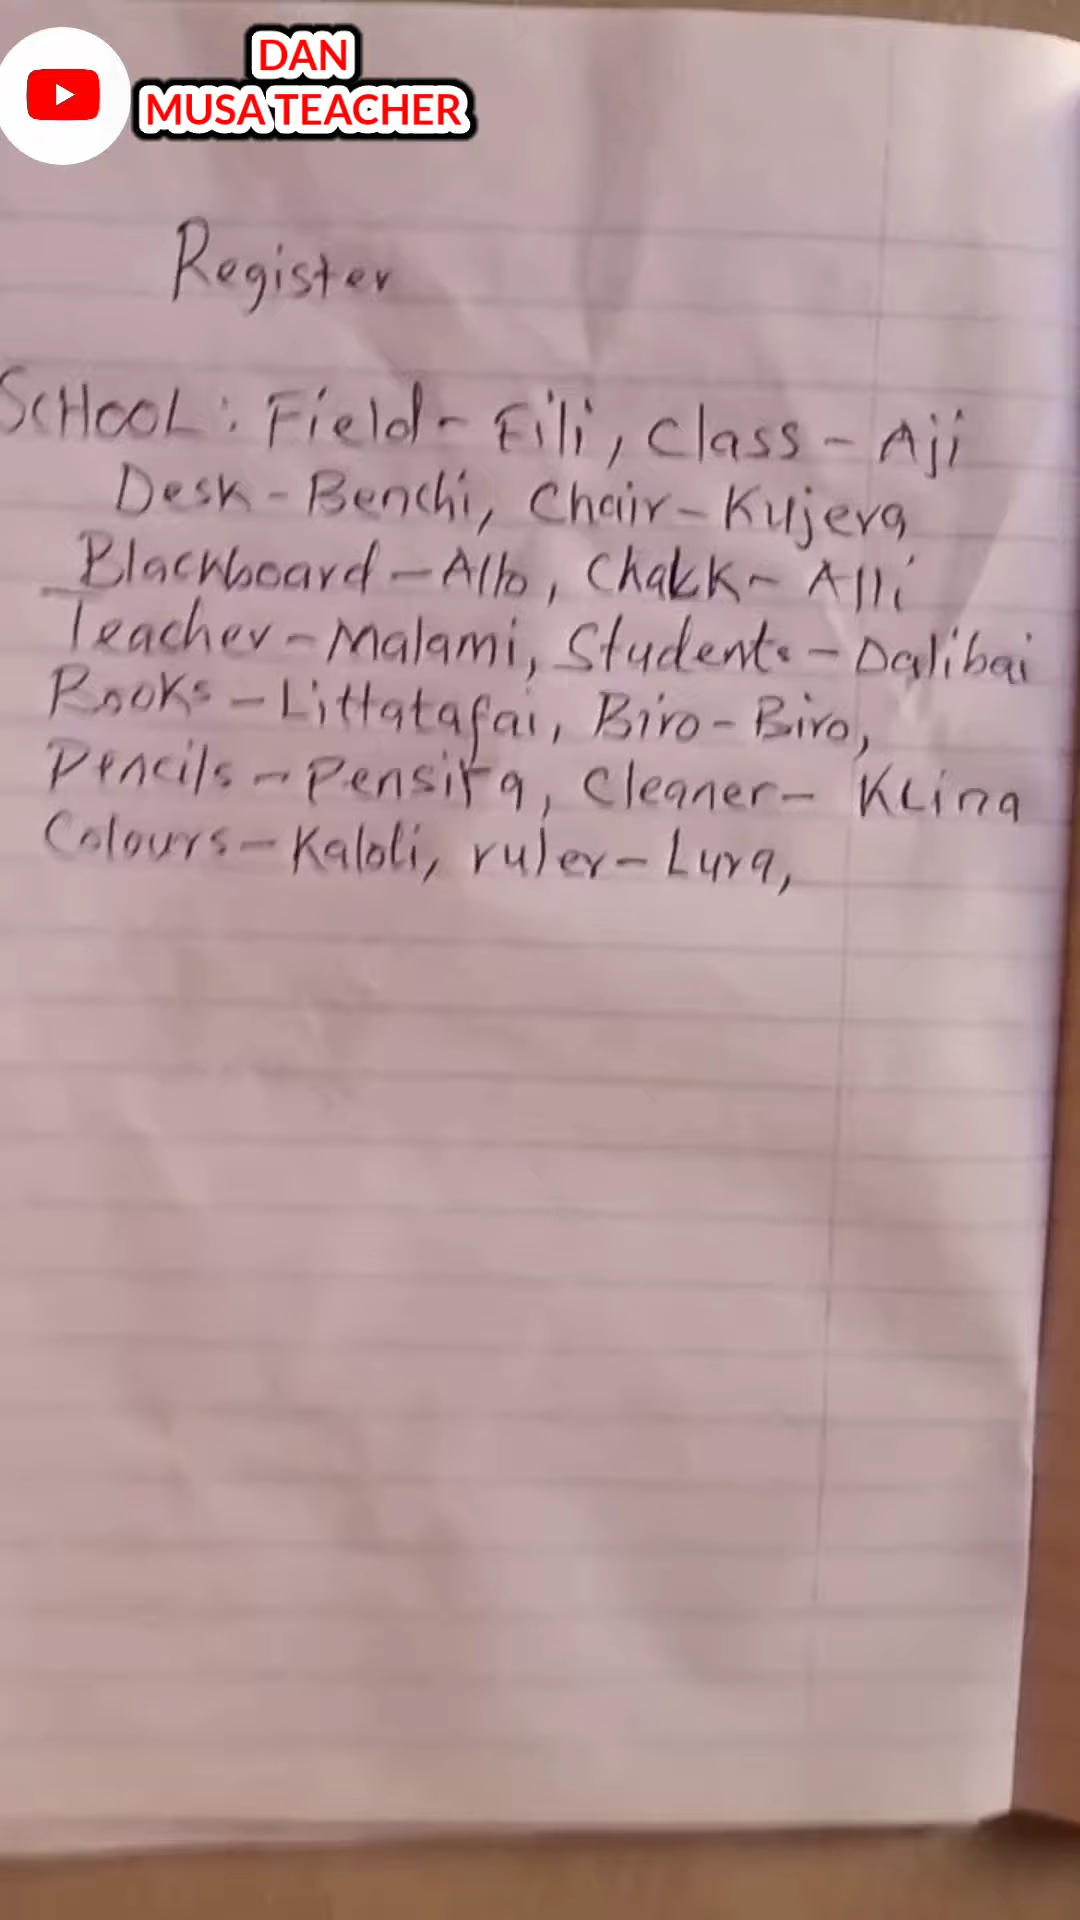 DAN
MUSA TEACHER
Register
SCHOOL: Field - Fili, Class - Aji
Desk - Benchi, Chair - Kujera
Blackboard - Allo, Chakk - Alli
Teacher - Malami, Students - Dalibai
Books - Littatafai, Biro - Biro,
Pencils - Pensira, Cleaner - KLina
Colours - Kaloli, ruler - Lura,